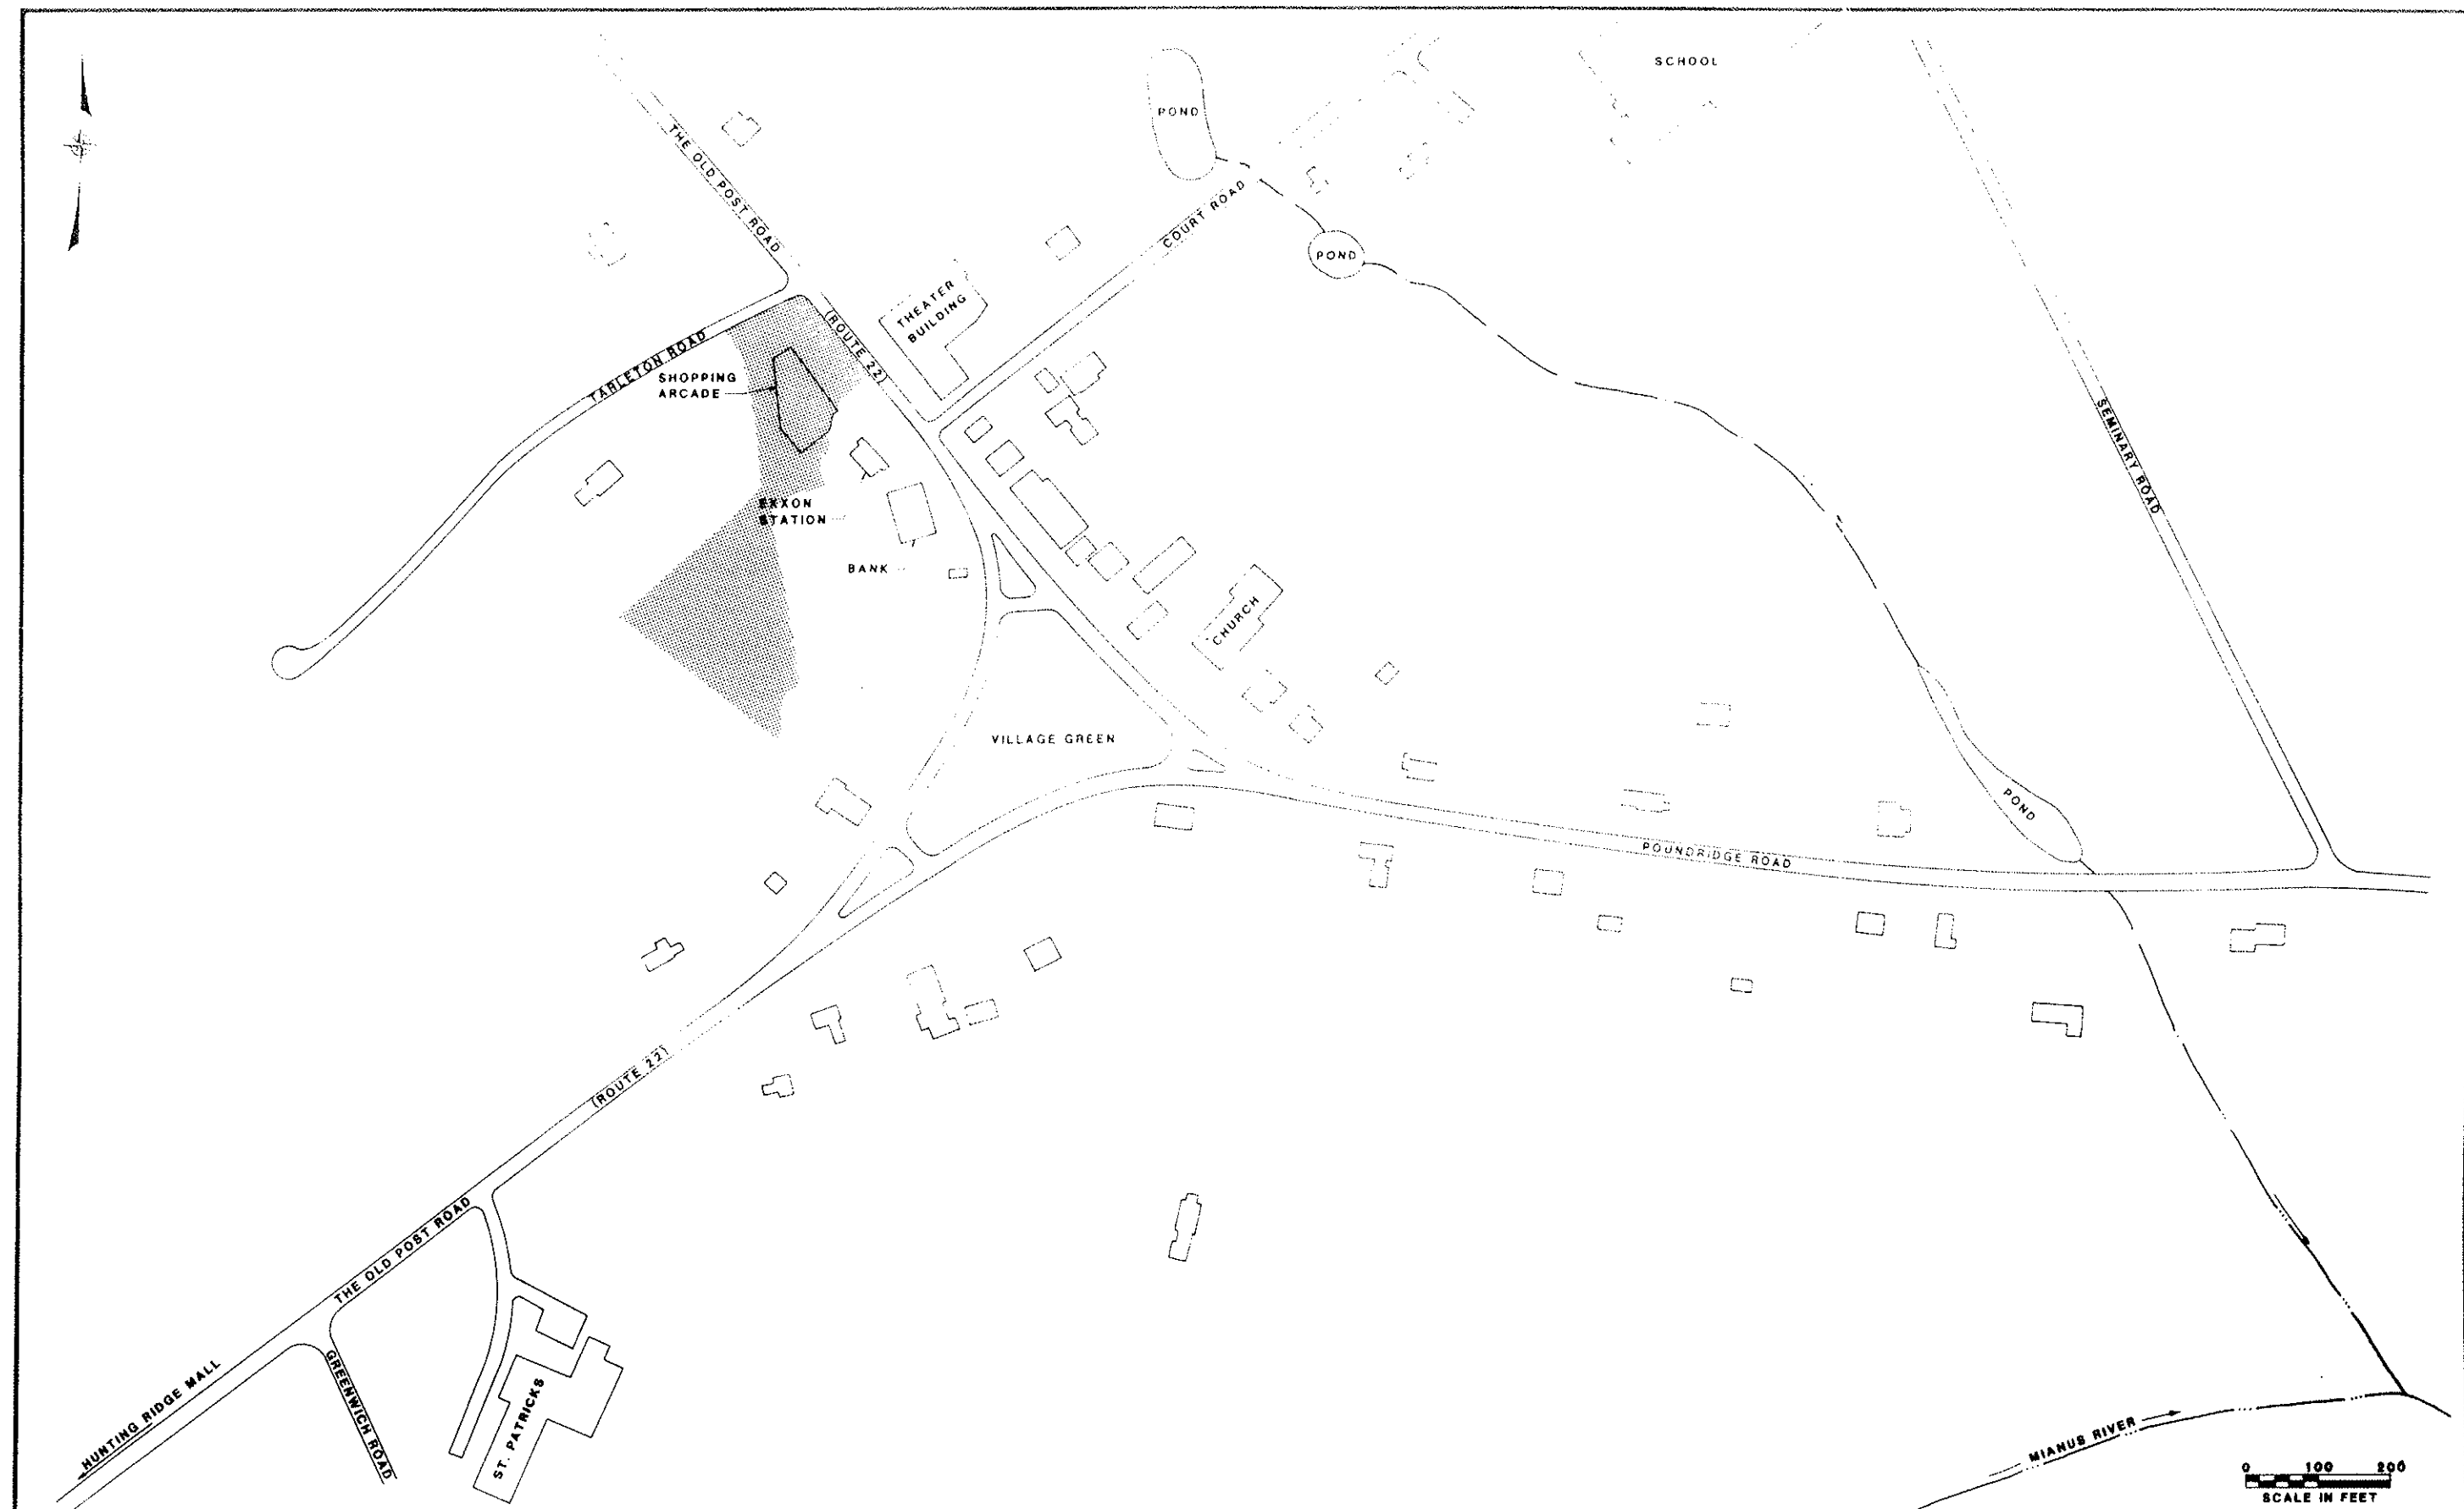 SCHOOL
POND
THE OLD POST ROAD
COURT ROAD
POND
THEATER
BUILDING
(ROUTE 22)
TARLETON ROAD
SHOPPING
ARCADE
SEMINARY ROAD
EXXON
STATION
BANK
CHURCH
VILLAGE GREEN
POND
POUNDRIDGE ROAD
(ROUTE 22)
THE OLD POST ROAD
HUNTING RIDGE MALL
GREENWICH ROAD
ST. PATRICKS
MIANUS RIVER
0 100 200
SCALE IN FEET